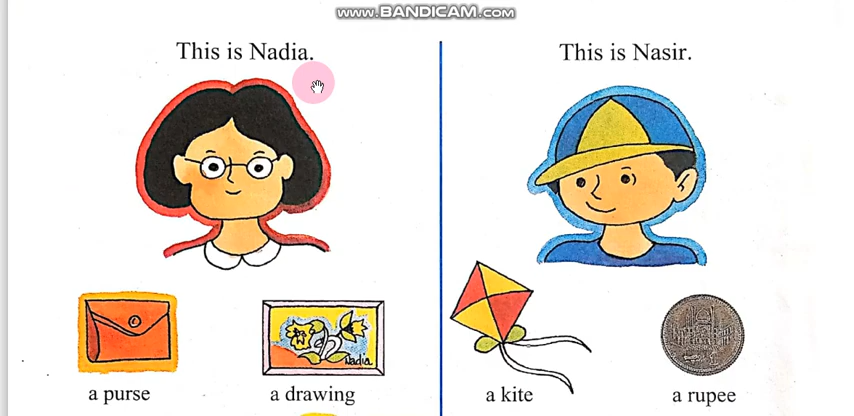 www.BANDICAM.com
This is Nadia.
a purse
Nadia
a drawing
This is Nasir.
a kite
a rupee